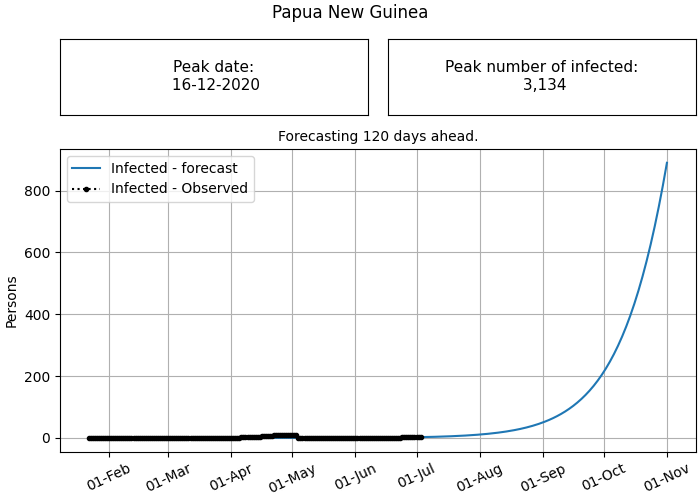 Papua New Guinea
Peak date:
16-12-2020
Peak number of infected:
3,134
Forecasting 120 days ahead.
Infected - forecast
Infected - Observed
Persons
800
600
400
200
0
01-Feb
01-Mar
01-Apr
01-May
01-Jun
01-Jul
01-Aug
01-Sep
01-Oct
01-Nov